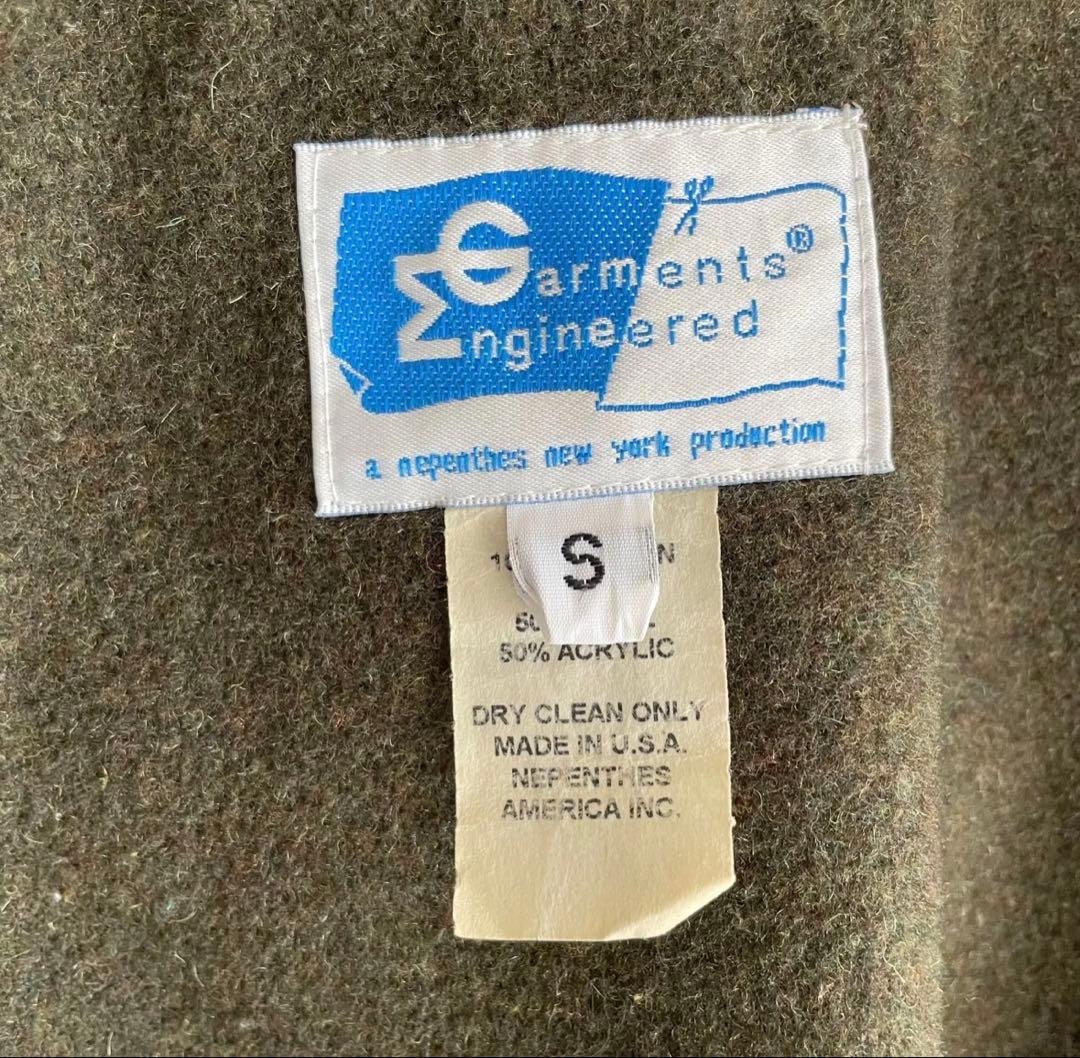 Garments®
Engineered
a nepenthes new york production
S
50% ACRYLIC
DRY CLEAN ONLY
MADE IN U.S.A.
NEPENTHES
AMERICA INC.